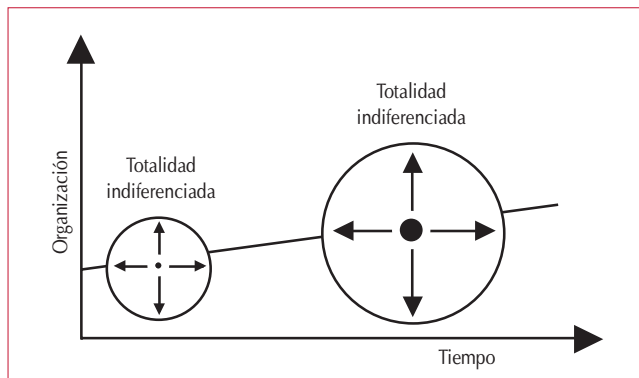 Totalidad
indiferenciada
Totalidad
indiferenciada
Organización
Tiempo